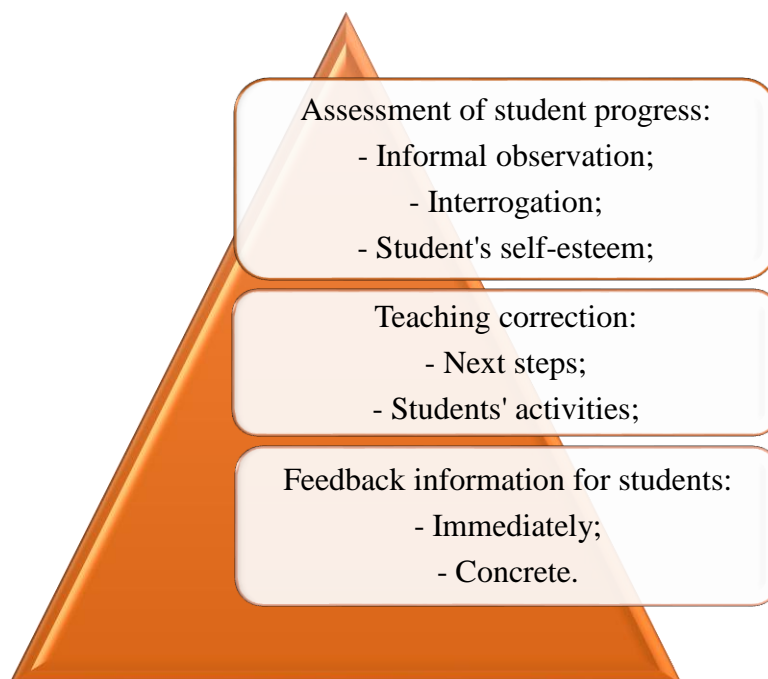 Assessment of student progress:
- Informal observation;
- Interrogation;
- Student's self-esteem;
Teaching correction:
- Next steps;
- Students' activities;
Feedback information for students:
- Immediately;
- Concrete.